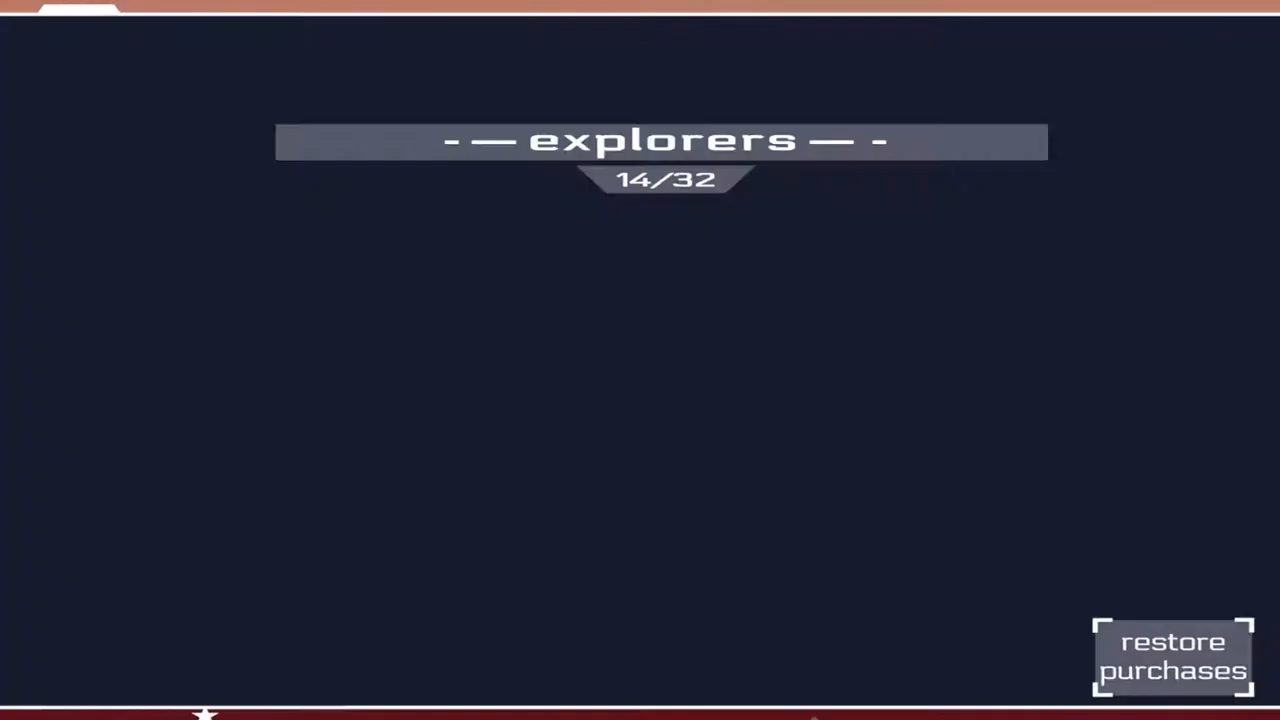 - — explorers — -
14/32
restore
purchases